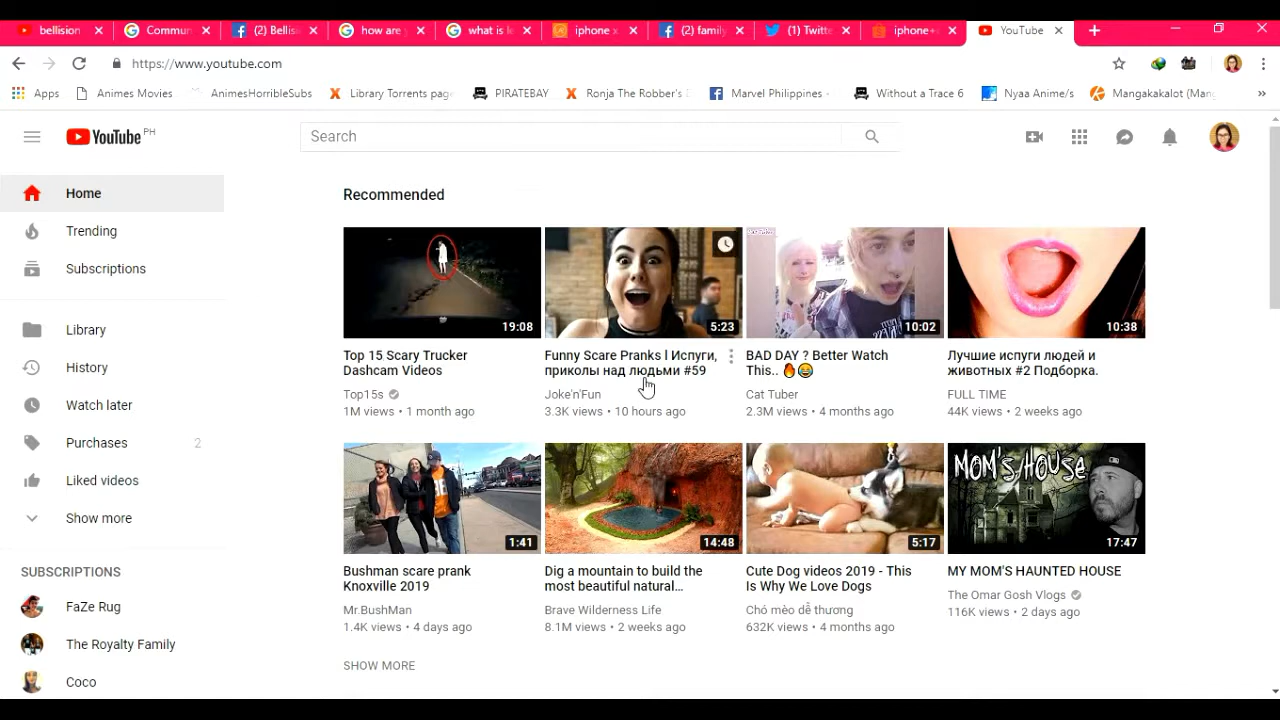 bellision
Commun
(2) Bellis
how are y
what is le
iphone x
(2) family
(1) Twitte
iphone+
YouTube
https://www.youtube.com
Apps
Animes Movies
AnimesHorribleSubs
Library Torrents page
PIRATEBAY
Ronja The Robber's
Marvel Philippines -
Without a Trace 6
Nyaa Anime/s
Mangakakalot (Mang
YouTube PH
Search
Home
Trending
Subscriptions
Library
History
Watch later
Purchases 2
Liked videos
Show more
SUBSCRIPTIONS
FaZe Rug
The Royalty Family
Coco
Recommended
19:08
Top 15 Scary Trucker
Dashcam Videos
Top15s
1M views • 1 month ago
5:23
Funny Scare Pranks l Испуги,
приколы над людьми #59
Joke'n'Fun
3.3K views • 10 hours ago
10:02
BAD DAY ? Better Watch
This.. 🔥😂
Cat Tuber
2.3M views • 4 months ago
10:38
Лучшие испуги людей и
животных #2 Подборка.
FULL TIME
44K views • 2 weeks ago
1:41
Bushman scare prank
Knoxville 2019
Mr.BushMan
1.4K views • 4 days ago
14:48
Dig a mountain to build the
most beautiful natural...
Brave Wilderness Life
8.1M views • 2 weeks ago
5:17
Cute Dog videos 2019 - This
Is Why We Love Dogs
Chó mèo dễ thương
632K views • 4 months ago
MOM'S HOUSE
17:47
MY MOM'S HAUNTED HOUSE
The Omar Gosh Vlogs
116K views • 2 days ago
SHOW MORE